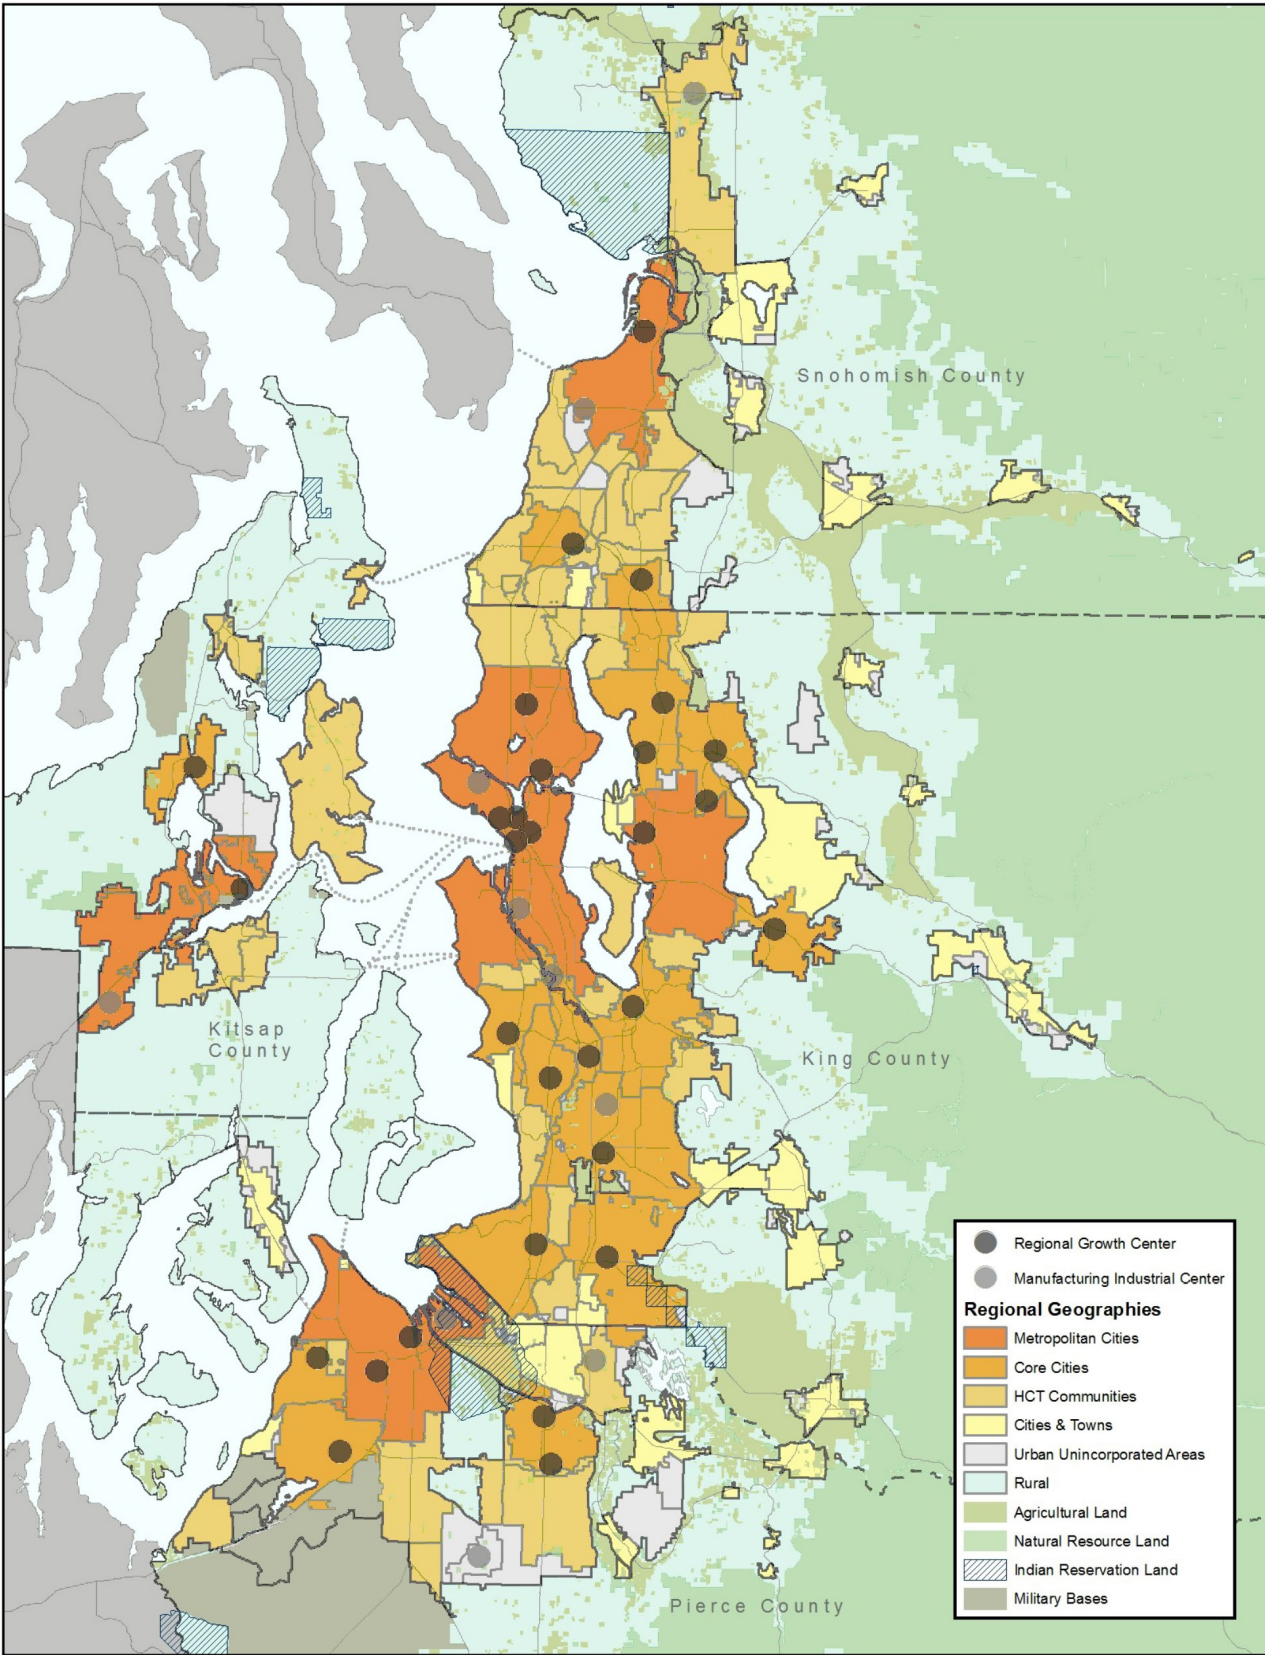 Snohomish County
Kitsap
County
King County
Regional Growth Center
Manufacturing Industrial Center
Regional Geographies
Metropolitan Cities
Core Cities
HCT Communities
Cities & Towns
Urban Unincorporated Areas
Rural
Agricultural Land
Natural Resource Land
Indian Reservation Land
Military Bases
Pierce County